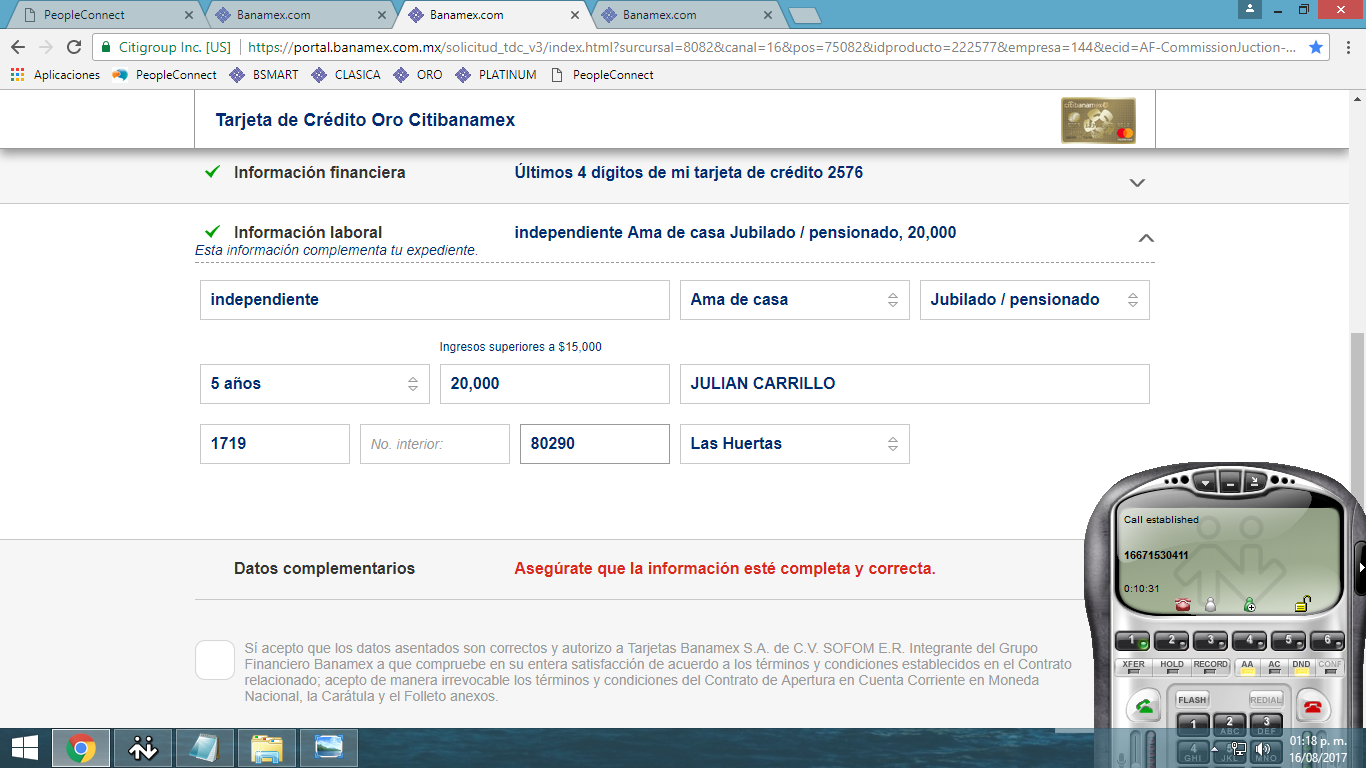 PeopleConnect
Banamex.com
Banamex.com
Banamex.com
Citigroup Inc. [US]
https://portal.banamex.com.mx/solicitud_tdc_v3/index.html?surcursal=8082&canal=16&pos=75082&idproducto=222577&empresa=144&ecid=AF-CommissionJuction-...
Aplicaciones PeopleConnect BSMART CLASICA ORO PLATINUM PeopleConnect
Tarjeta de Crédito Oro Citibanamex
citibanamex
Información financiera Últimos 4 dígitos de mi tarjeta de crédito 2576
Información laboral independiente Ama de casa Jubilado / pensionado, 20,000
Esta información complementa tu expediente.
independiente Ama de casa Jubilado / pensionado
Ingresos superiores a $15,000
5 años 20,000 JULIAN CARRILLO
1719 No. interior: 80290 Las Huertas
Datos complementarios Asegúrate que la información esté completa y correcta.
Sí acepto que los datos asentados son correctos y autorizo a Tarjetas Banamex S.A. de C.V. SOFOM E.R. Integrante del Grupo
Financiero Banamex a que compruebe en su entera satisfacción de acuerdo a los términos y condiciones establecidos en el Contrato
relacionado; acepto de manera irrevocable los términos y condiciones del Contrato de Apertura en Cuenta Corriente en Moneda
Nacional, la Carátula y el Folleto anexos.
Call established
16671530411
0:10:31
1 2 3 4 5 6
XFER HOLD RECORD AA AC DND CONF
FLASH REDIAL
1 2 3
ABC DEF
4 5
GHI JKL MNO
01:18 p. m.
16/08/2017